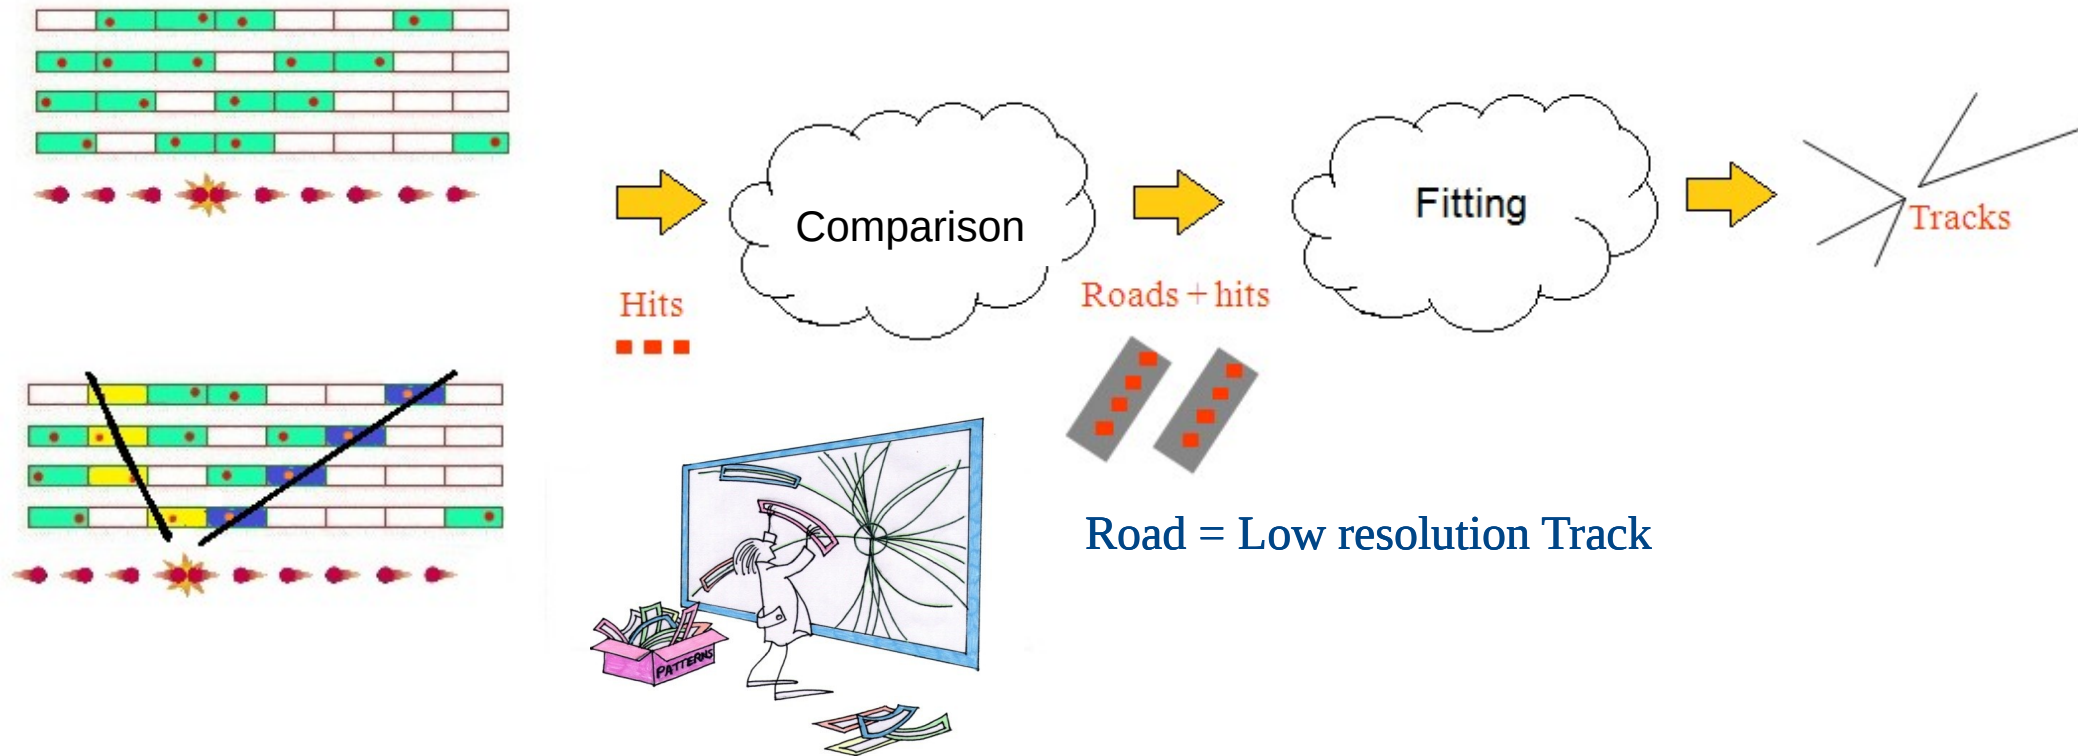 Comparison
Fitting
Tracks
Hits
Roads + hits
Road = Low resolution Track
PATTERNS